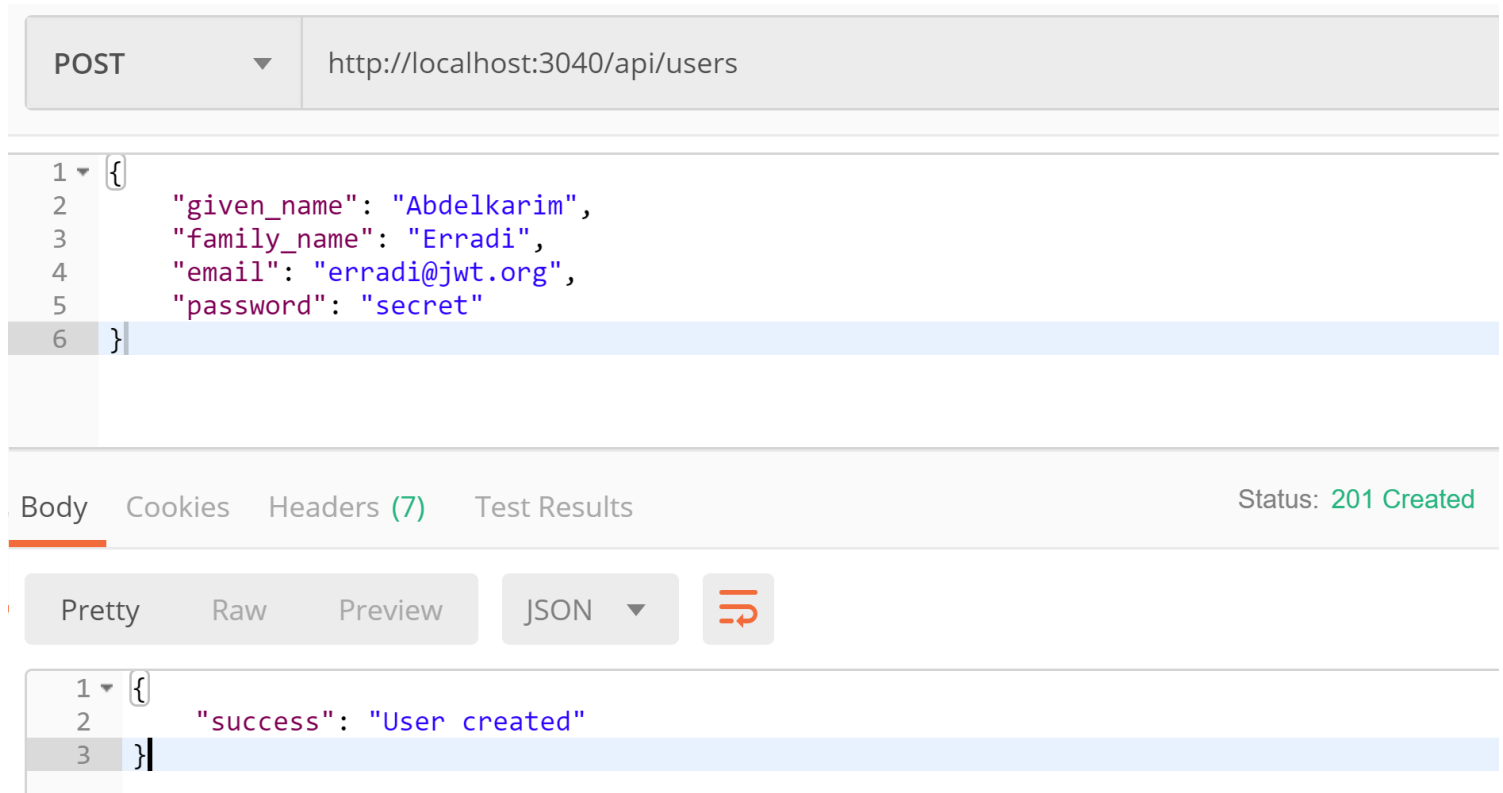 POST http://localhost:3040/api/users
1 {
2 "given_name": "Abdelkarim",
3 "family_name": "Erradi",
4 "email": "erradi@jwt.org",
5 "password": "secret"
6 }
Body Cookies Headers (7) Test Results Status: 201 Created
Pretty Raw Preview JSON
1 {
2 "success": "User created"
3 }